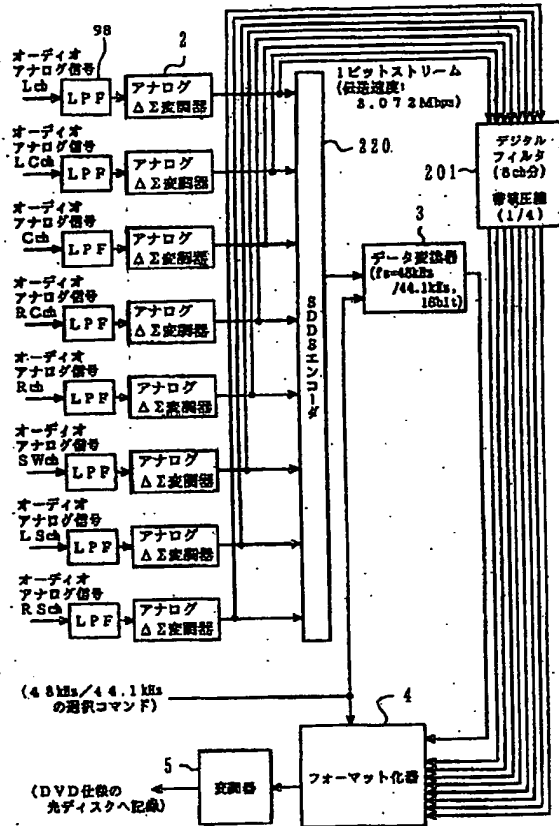 98
2
オーディオ
アナログ信号
Lch
LPF
アナログ
ΔΣ変調器
オーディオ
アナログ信号
LCch
LPF
アナログ
ΔΣ変調器
オーディオ
アナログ信号
Cch
LPF
アナログ
ΔΣ変調器
オーディオ
アナログ信号
RCch
LPF
アナログ
ΔΣ変調器
オーディオ
アナログ信号
Rch
LPF
アナログ
ΔΣ変調器
オーディオ
アナログ信号
SWch
LPF
アナログ
ΔΣ変調器
オーディオ
アナログ信号
LSch
LPF
アナログ
ΔΣ変調器
オーディオ
アナログ信号
RSch
LPF
アナログ
ΔΣ変調器
SDDSエンコーダ
220
1ビットストリーム
(伝送速度:
3.072Mbps)
201
デジタル
フィルタ
(8ch分)
帯域圧縮
(1/4)
3
データ変換器
(fs=48kHz
/44.1kHz,
16bit)
(48kHz/44.1kHz
の選択コマンド)
4
フォーマット化器
5
変調器
(DVD仕様の
光ディスクへ記録)